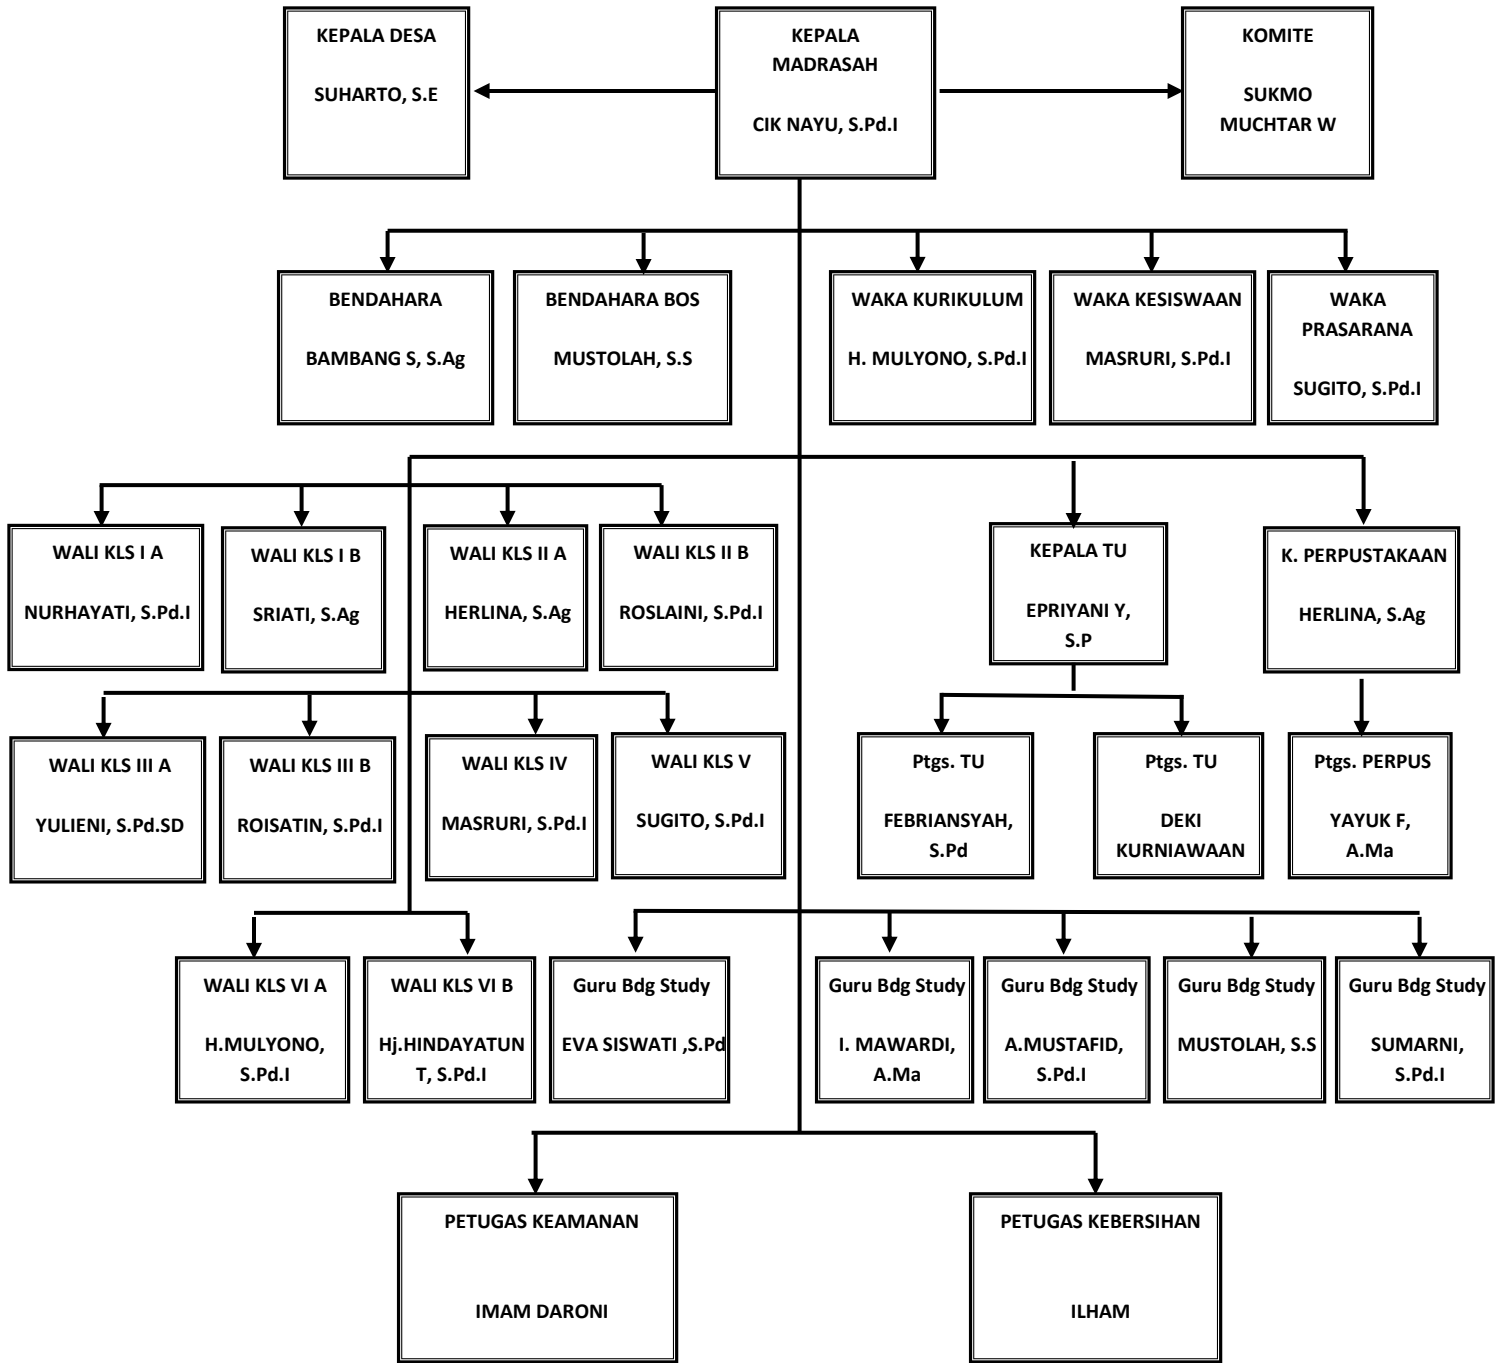 KEPALA DESA
SUHARTO, S.E
KEPALA
MADRASAH
CIK NAYU, S.Pd.I
KOMITE
SUKMO
MUCHTAR W
BENDAHARA
BAMBANG S, S.Ag
BENDAHARA BOS
MUSTOLAH, S.S
WAKA KURIKULUM
H. MULYONO, S.Pd.I
WAKA KESISWAAN
MASRURI, S.Pd.I
WAKA
PRASARANA
SUGITO, S.Pd.I
WALI KLS I A
NURHAYATI, S.Pd.I
WALI KLS I B
SRIATI, S.Ag
WALI KLS II A
HERLINA, S.Ag
WALI KLS II B
ROSLAINI, S.Pd.I
KEPALA TU
EPRIYANI Y,
S.P
K. PERPUSTAKAAN
HERLINA, S.Ag
WALI KLS III A
YULIENI, S.Pd.SD
WALI KLS III B
ROISATIN, S.Pd.I
WALI KLS IV
MASRURI, S.Pd.I
WALI KLS V
SUGITO, S.Pd.I
Ptgs. TU
FEBRIANSYAH,
S.Pd
Ptgs. TU
DEKI
KURNIAWAAN
Ptgs. PERPUS
YAYUK F,
A.Ma
WALI KLS VI A
H.MULYONO,
S.Pd.I
WALI KLS VI B
Hj.HINDAYATUN
T, S.Pd.I
Guru Bdg Study
EVA SISWATI ,S.Pd
Guru Bdg Study
I. MAWARDI,
A.Ma
Guru Bdg Study
A.MUSTAFID,
S.Pd.I
Guru Bdg Study
MUSTOLAH, S.S
Guru Bdg Study
SUMARNI,
S.Pd.I
PETUGAS KEAMANAN
IMAM DARONI
PETUGAS KEBERSIHAN
ILHAM